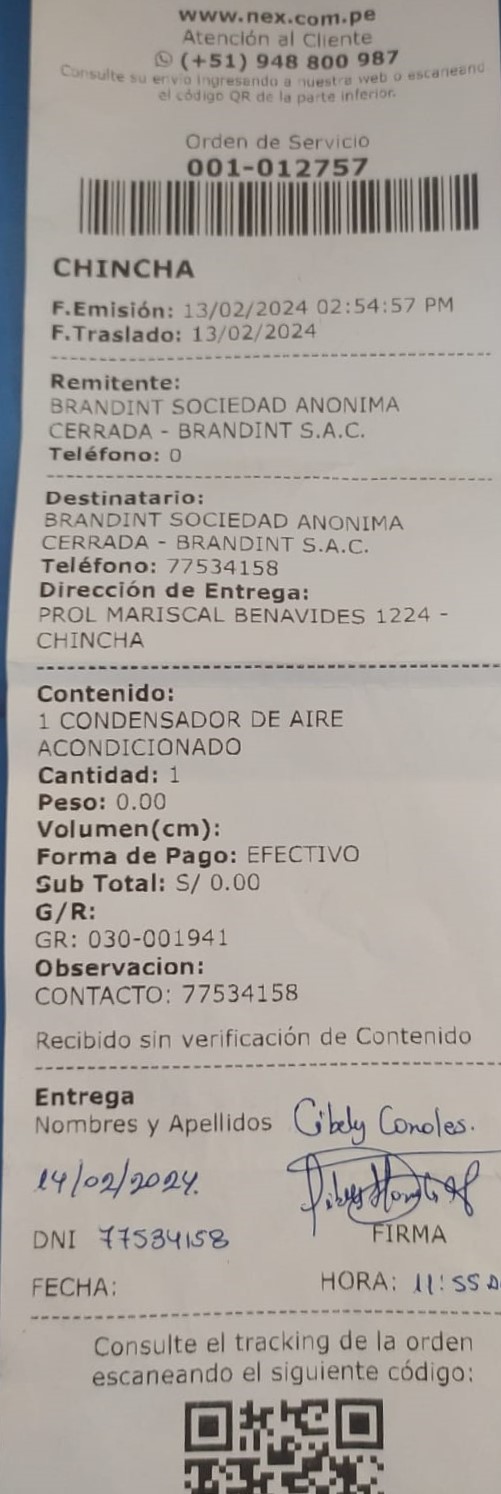 www.nex.com.pe
Atención al Cliente
(+51) 948 800 987
Consulte su envío ingresando a nuestra web o escaneand
el código QR de la parte inferior.
Orden de Servicio
001-012757
CHINCHA
F.Emisión: 13/02/2024 02:54:57 PM
F.Traslado: 13/02/2024
Remitente:
BRANDINT SOCIEDAD ANONIMA
CERRADA - BRANDINT S.A.C.
Teléfono: 0
Destinatario:
BRANDINT SOCIEDAD ANONIMA
CERRADA - BRANDINT S.A.C.
Teléfono: 77534158
Dirección de Entrega:
PROL MARISCAL BENAVIDES 1224 -
CHINCHA
Contenido:
1 CONDENSADOR DE AIRE
ACONDICIONADO
Cantidad: 1
Peso: 0.00
Volumen(cm):
Forma de Pago: EFECTIVO
Sub Total: S/ 0.00
G/R:
GR: 030-001941
Observacion:
CONTACTO: 77534158
Recibido sin verificación de Contenido
Entrega
Nombres y Apellidos Cibely Conoles.
14/02/2024.
DNI 77534158
FIRMA
FECHA: HORA: 11:55
Consulte el tracking de la orden
escaneando el siguiente código: